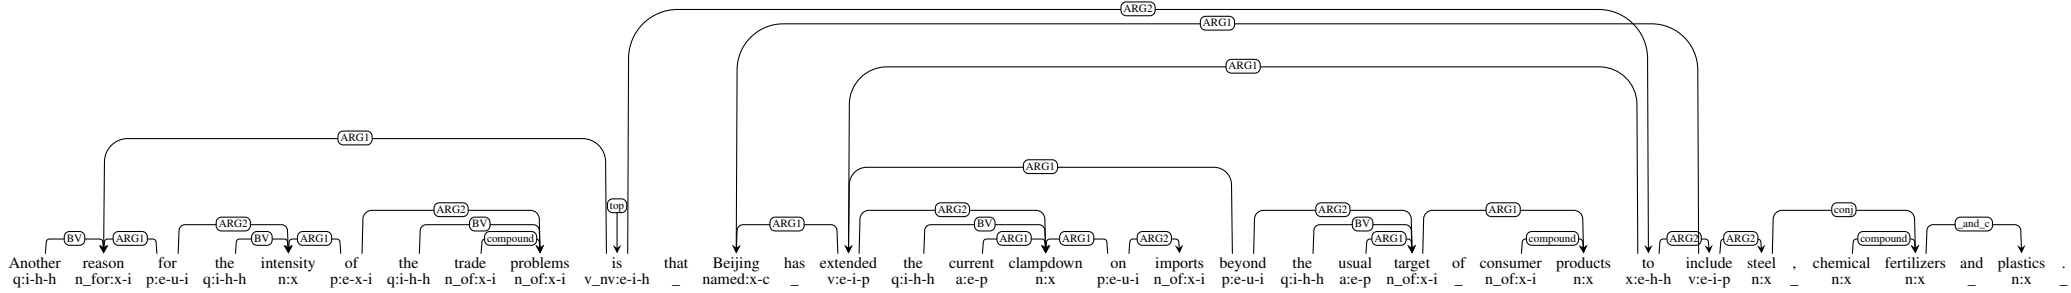 ARG2
ARG1
ARG1
ARG1
ARG1
top
ARG2 ARG2 ARG2 ARG2 ARG1 conj
BV BV BV _and_c
BV ARG1 BV ARG1 compound ARG1 ARG1 ARG1 ARG2 ARG1 compound ARG2 ARG2 compound
Another reason for the intensity of the trade problems is that Beijing has extended the current clampdown on imports beyond the usual target of consumer products to include steel , chemical fertilizers and plastics .
q:i-h-h n_for:x-i p:e-u-i q:i-h-h n:x p:e-x-i q:i-h-h n_of:x-i n_of:x-i v_nv:e-i-h _ named:x-c _ v:e-i-p q:i-h-h a:e-p n:x p:e-u-i n_of:x-i p:e-u-i q:i-h-h a:e-p n_of:x-i _ n_of:x-i n:x x:e-h-h v:e-i-p n:x _ n:x n:x _ n:x _